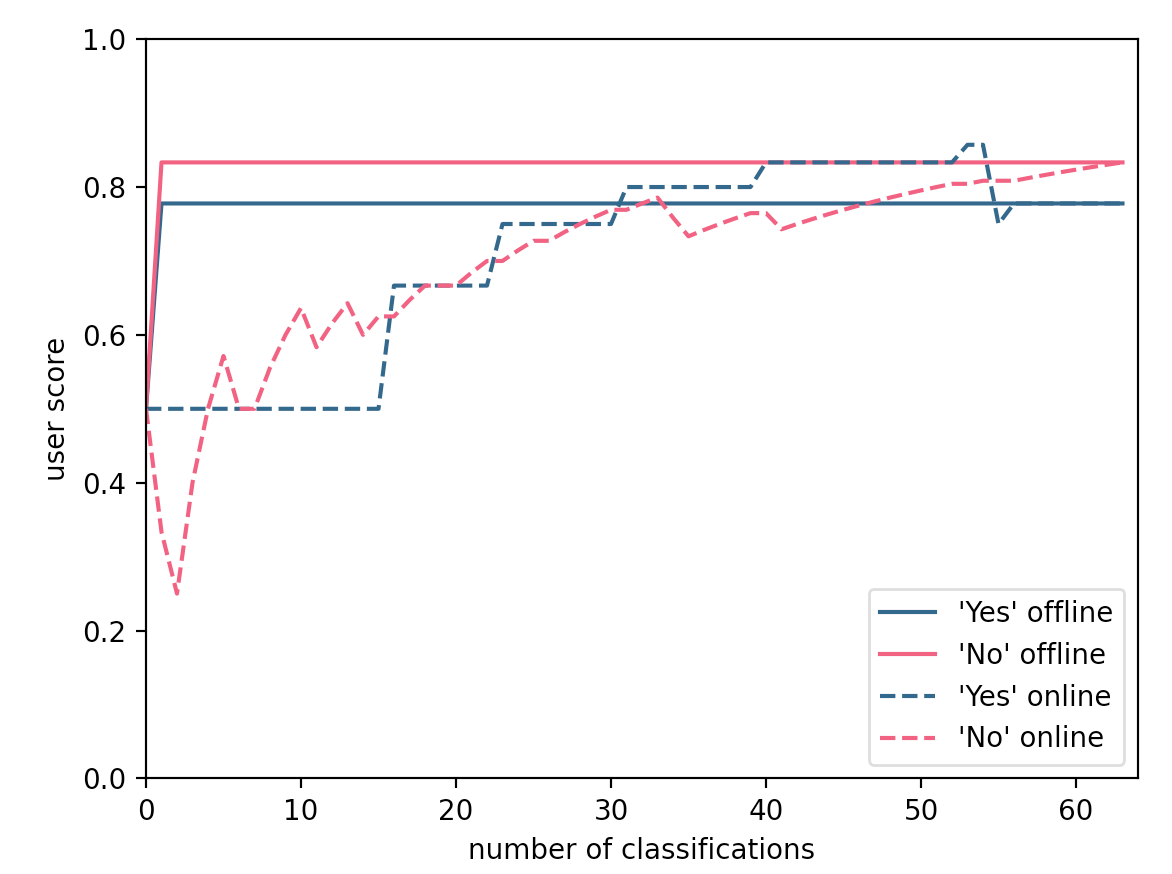 1.0
0.8
0.6
0.4
0.2
0.0
user score
0 10 20 30 40 50 60
number of classifications
'Yes' offline
'No' offline
'Yes' online
'No' online